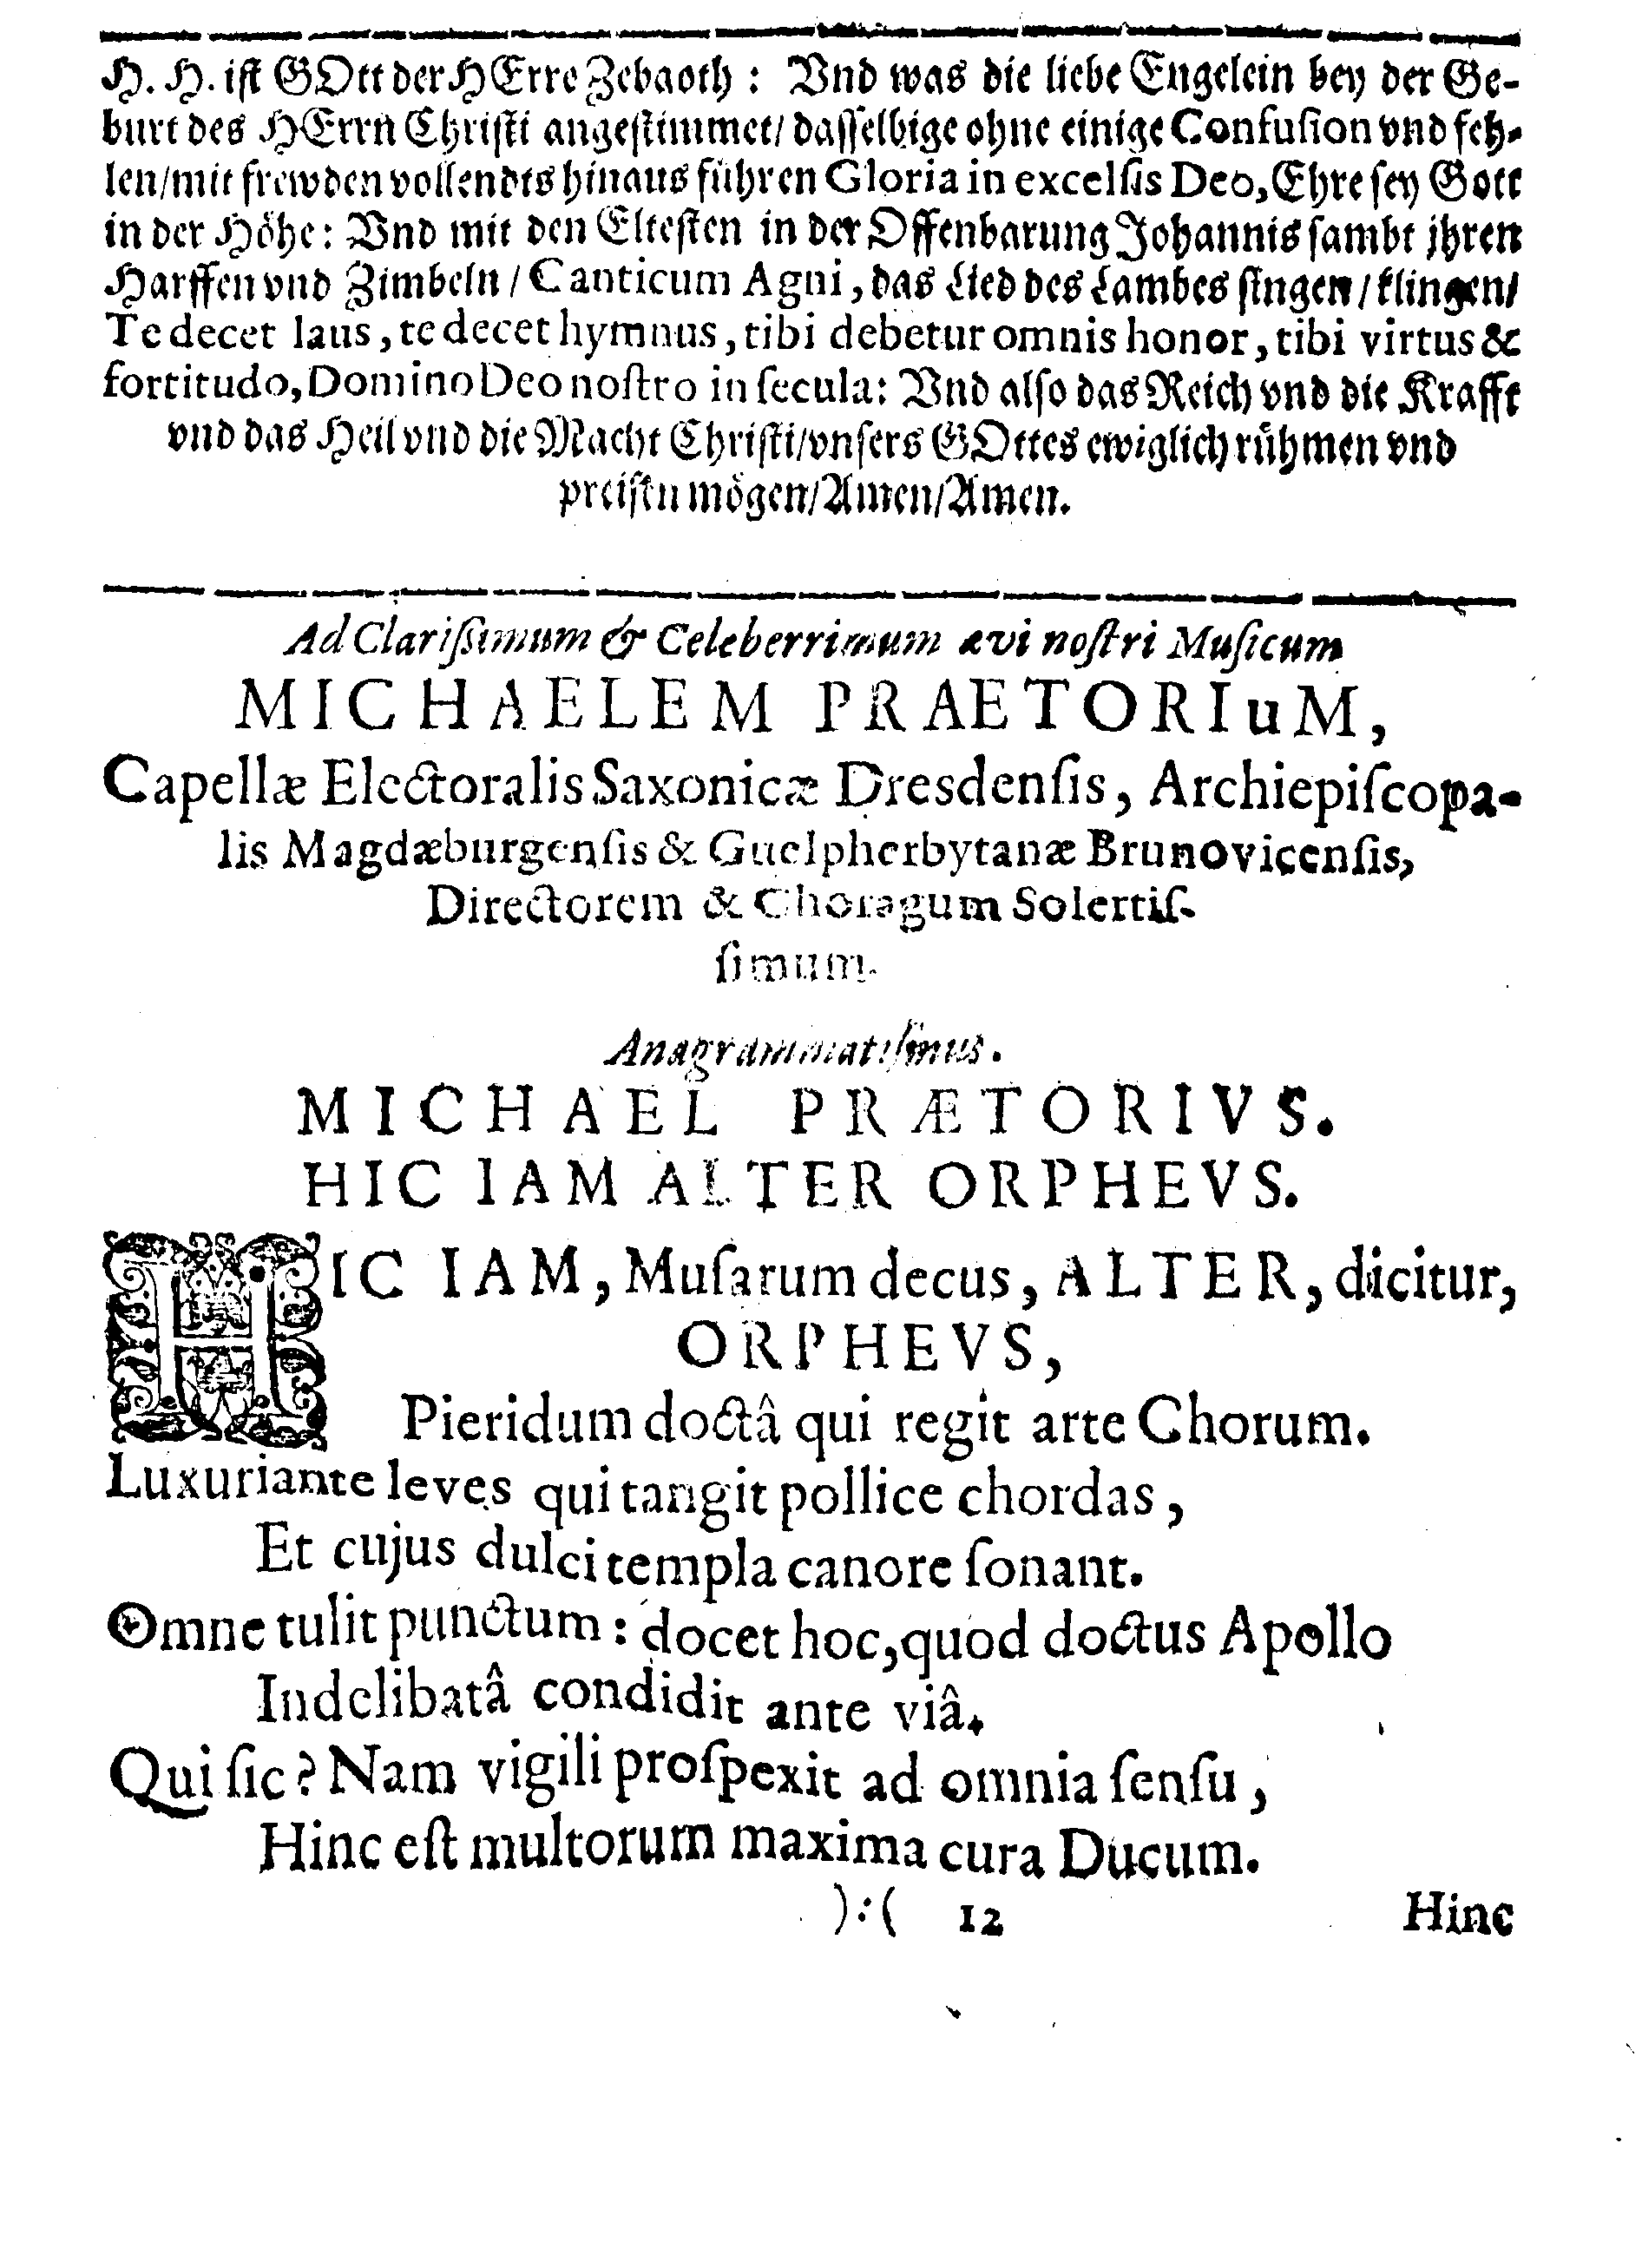 H. H. iſt GOtt der HErre Zebaoth : Vnd was die liebe Engelein bey der Ge-
burt des HErrn Chriſti angeſtimmet/ daſſelbige ohne einige Confuſion vnd feh-
len/mit frewden vollendts hinaus führen Gloria in excelſis Deo, Ehre ſey Gott
in der Höhe: Vnd mit den Elteſten in der Offenbarung Johannis ſambt jhren
Harffen vnd Zimbeln / Canticum Agni, das Lied des Lambes ſingen / klingen/
Te decet laus, te decet hymnus, tibi debetur omnis honor, tibi virtus &
fortitudo, Domino Deo noſtro in ſecula: Vnd alſo das Reich vnd die Krafft
vnd das Heil vnd die Macht Chriſti/vnſers GOttes ewiglich rühmen vnd
preiſen mögen/Amen/Amen.
Ad Clariſſimum & Celeberrimum ævi noſtri Muſicum
MICHAELEM PRAETORIuM,
Capellæ Electoralis Saxonicæ Dresdenſis, Archiepiſcopa-
lis Magdæburgenſis & Guelpherbytanæ Brunovicenſis,
Directorem & Choragum Solertiſ-
ſimum.
Anagrammatiſmus.
MICHAEL PRÆTORIVS.
HIC IAM ALTER ORPHEVS.
HIC IAM, Muſarum decus, ALTER, dicitur,
ORPHEVS,
Pieridum doctâ qui regit arte Chorum.
Luxuriante leves qui tangit pollice chordas,
Et cujus dulci templa canore ſonant.
Omne tulit punctum : docet hoc, quod doctus Apollo
Indelibatâ condidit ante viâ.
Qui ſic? Nam vigili proſpexit ad omnia ſenſu,
Hinc eſt multorum maxima cura Ducum.
):( 12 Hinc